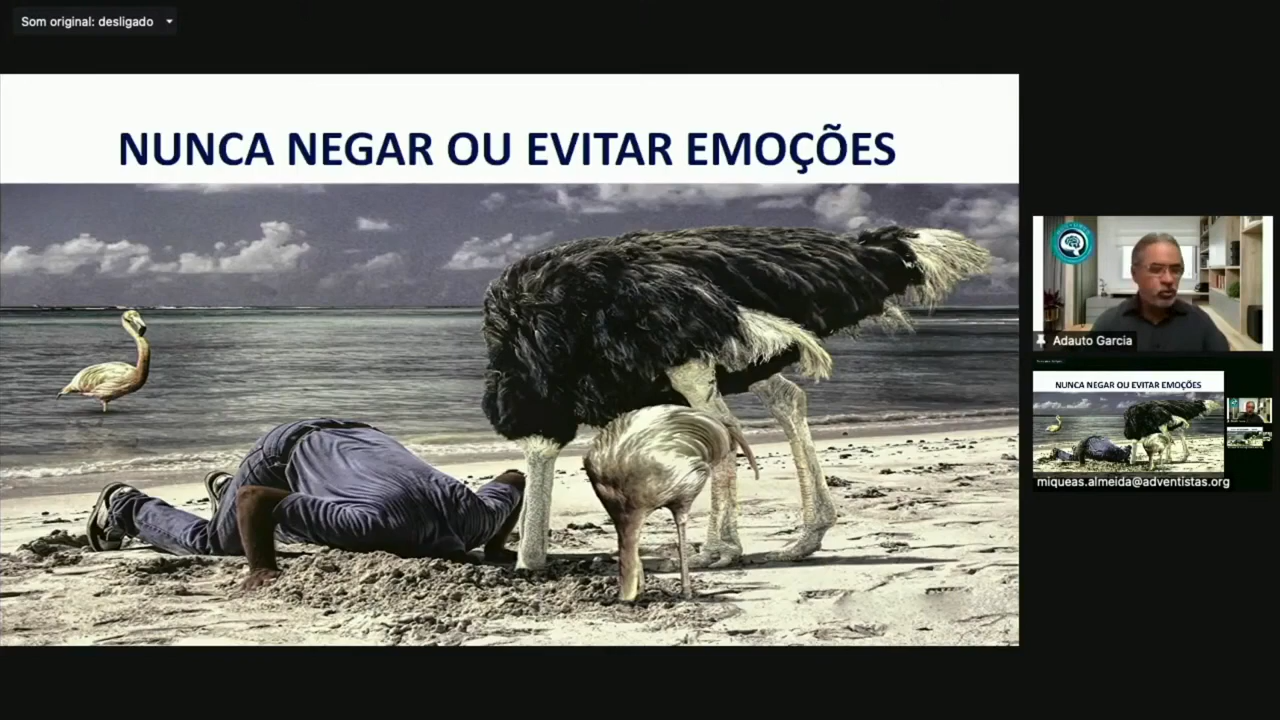 Som original: desligado
NUNCA NEGAR OU EVITAR EMOÇÕES
Adauto Garcia
NUNCA NEGAR OU EVITAR EMOÇÕES
miqueas.almeida@adventistas.org